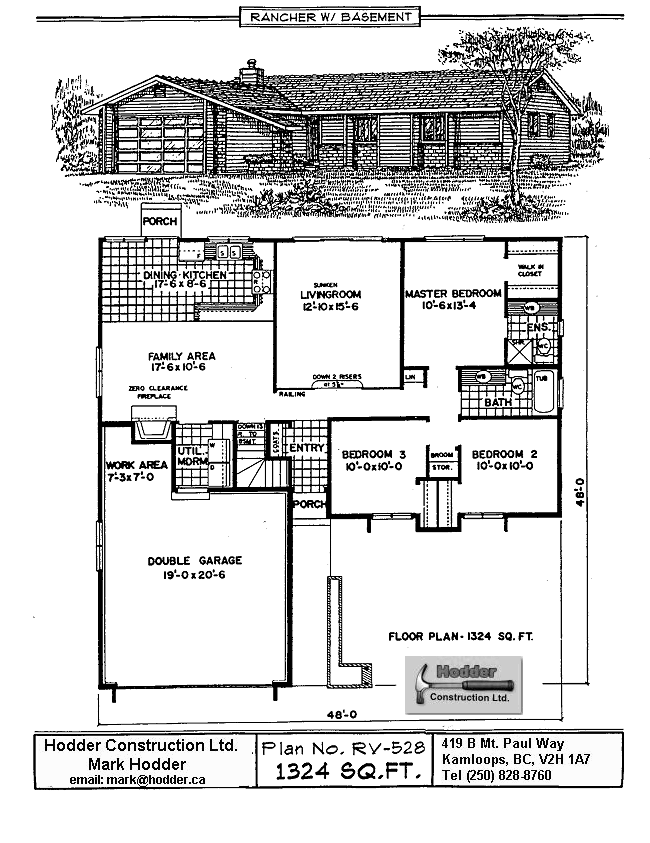 RANCHER W/ BASEMENT
PORCH
DINING KITCHEN
17'-6 x 8'-6
F
S S
R
SUNKEN
LIVINGROOM
12'-10 x 15'-6
MASTER BEDROOM
10'-6 x 13'-4
WALK IN
CLOSET
WB
ENS.
SHR
WC
FAMILY AREA
17'-6 x 10'-6
ZERO CLEARANCE
FIREPLACE
DOWN 2 RISERS
RAILING
LIN
WB
WC
TUB
BATH
WORK AREA
7'-3 x 7'-0
UTIL.
MDRM.
W
D
DOWN 13
R. TO
BSMT.
COATS
ENTRY
PORCH
BEDROOM 3
10'-0 x 10'-0
BROOM
STOR.
BEDROOM 2
10'-0 x 10'-0
DOUBLE GARAGE
19'-0 x 20'-6
48'-0
FLOOR PLAN - 1324 SQ. FT.
Hodder
Construction Ltd.
48'-0
Hodder Construction Ltd.
Mark Hodder
email: mark@hodder.ca
Plan No. RV-528
1324 SQ.FT.
419 B Mt. Paul Way
Kamloops, BC, V2H 1A7
Tel (250) 828-8760